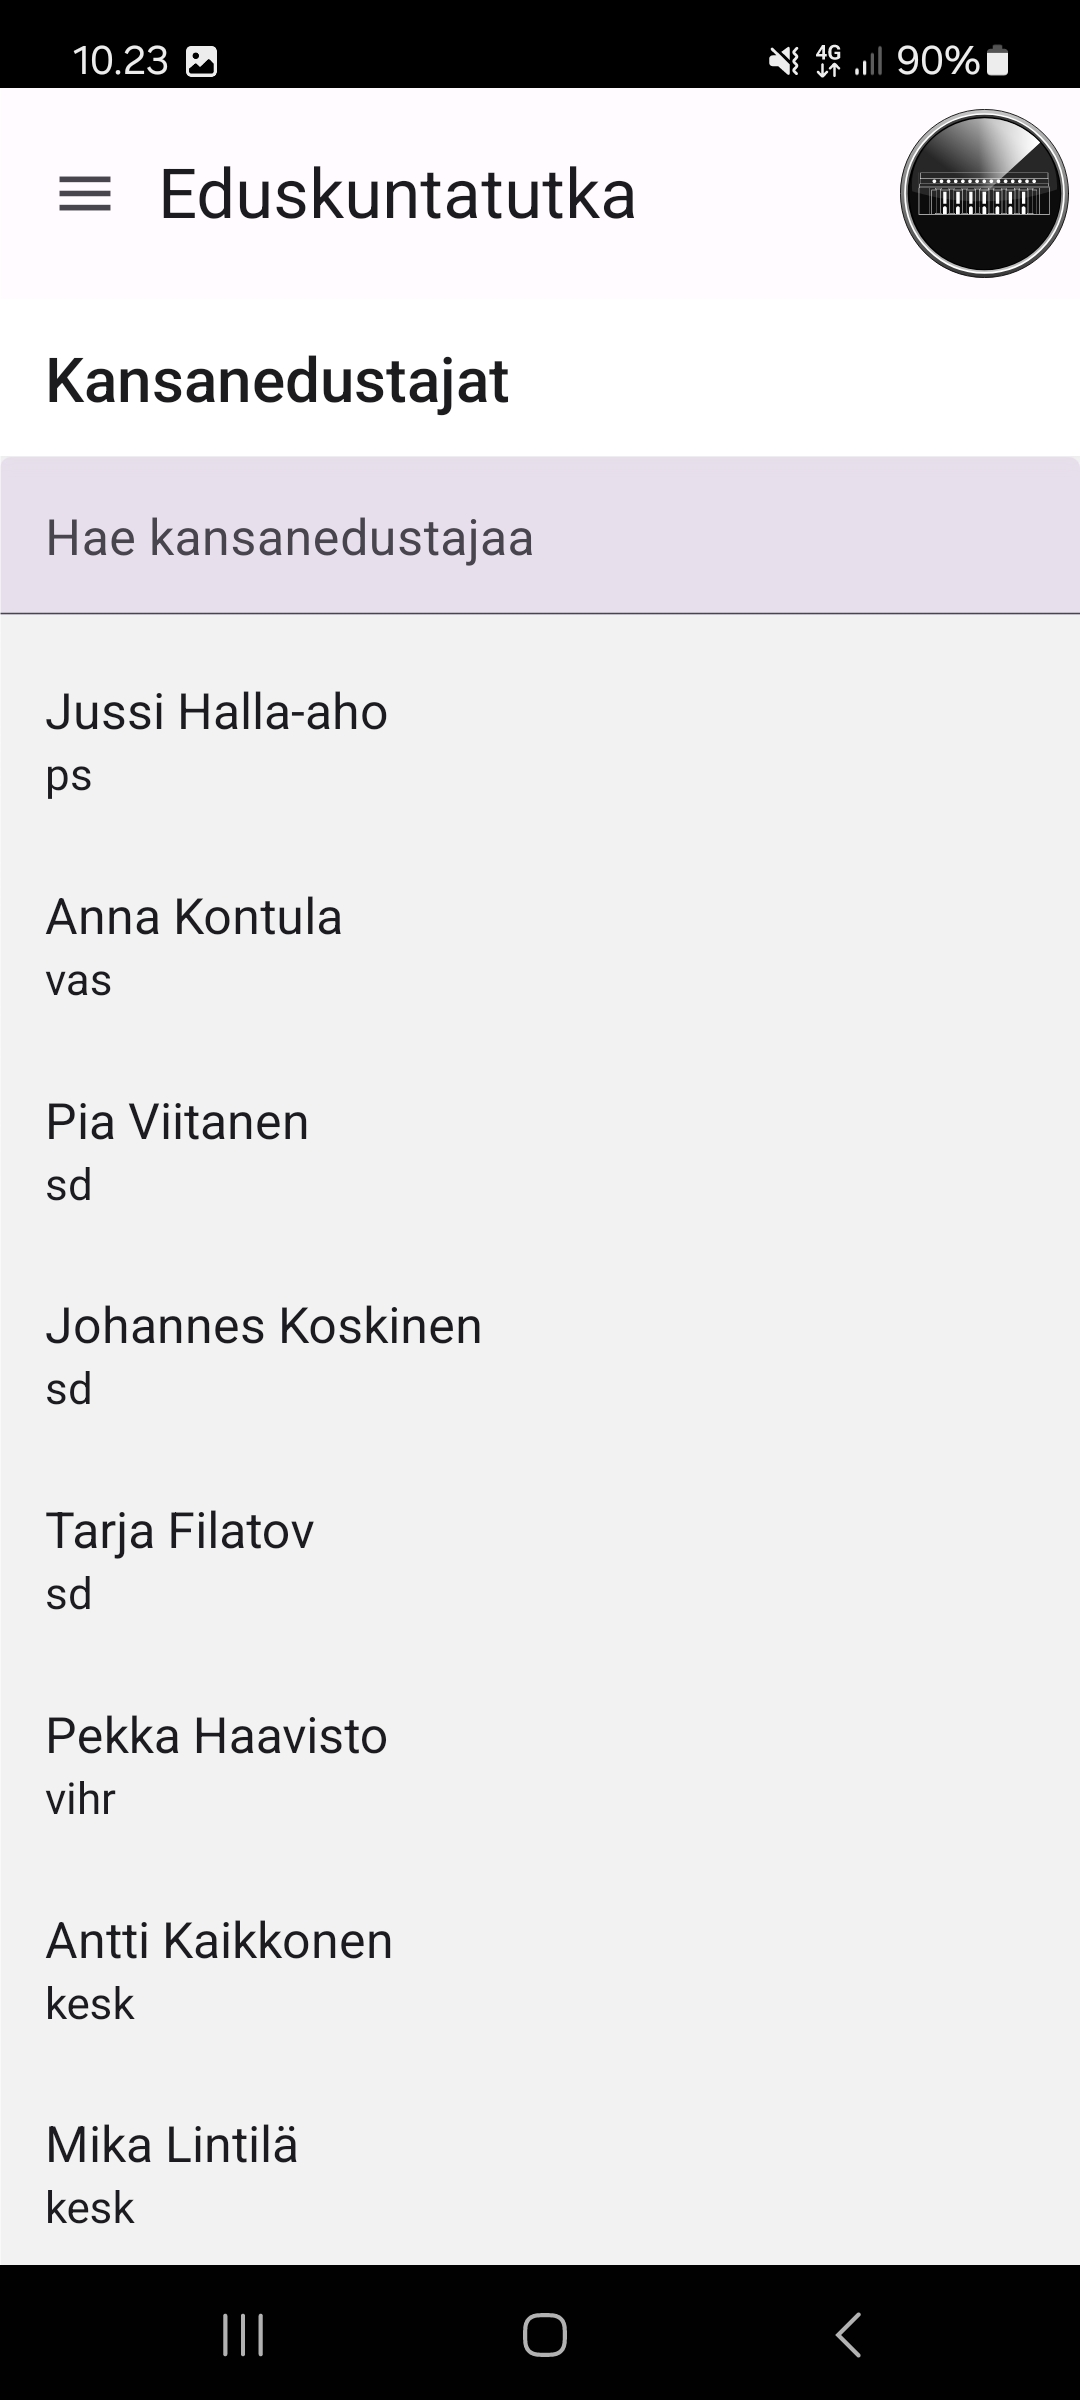 10.23
4G
90%
Eduskuntatutka
Kansanedustajat
Hae kansanedustajaa
Jussi Halla-aho
ps
Anna Kontula
vas
Pia Viitanen
sd
Johannes Koskinen
sd
Tarja Filatov
sd
Pekka Haavisto
vihr
Antti Kaikkonen
kesk
Mika Lintilä
kesk